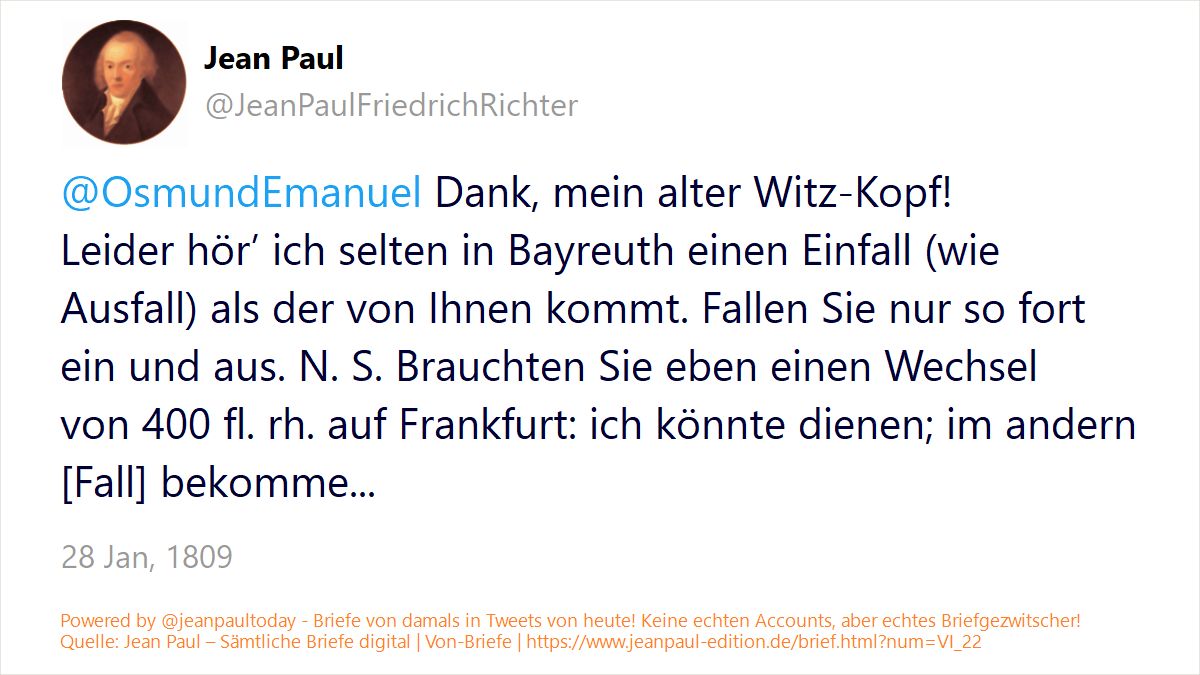 Jean Paul
@JeanPaulFriedrichRichter
@OsmundEmanuel Dank, mein alter Witz-Kopf!
Leider hör’ ich selten in Bayreuth einen Einfall (wie
Ausfall) als der von Ihnen kommt. Fallen Sie nur so fort
ein und aus. N. S. Brauchten Sie eben einen Wechsel
von 400 fl. rh. auf Frankfurt: ich könnte dienen; im andern
[Fall] bekomme...
28 Jan, 1809
Powered by @jeanpaultoday - Briefe von damals in Tweets von heute! Keine echten Accounts, aber echtes Briefgezwitscher!
Quelle: Jean Paul – Sämtliche Briefe digital | Von-Briefe | https://www.jeanpaul-edition.de/brief.html?num=VI_22